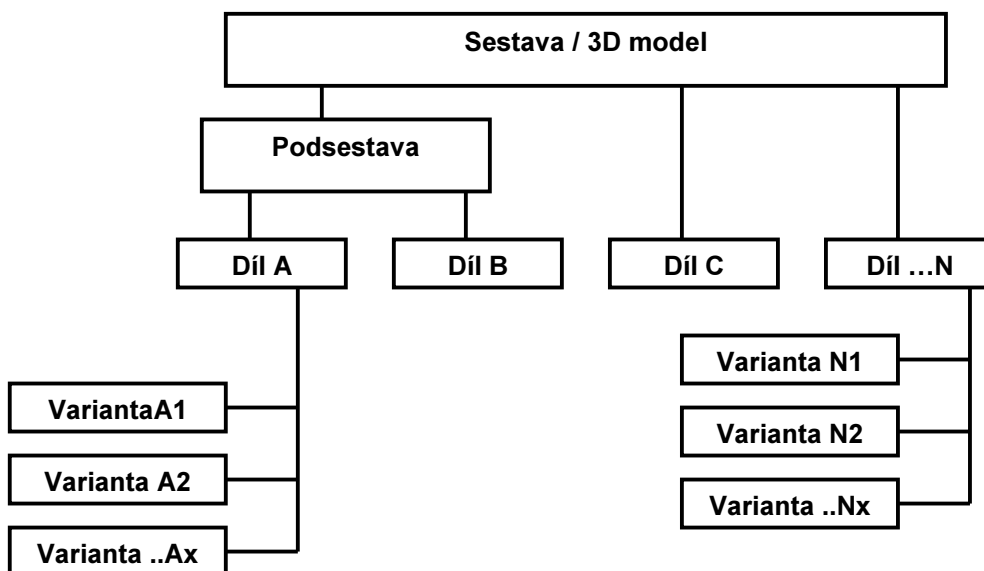 Sestava / 3D model
Podsestava
Díl A
Díl B
Díl C
Díl …N
Varianta N1
VariantaA1
Varianta N2
Varianta A2
Varianta ..Nx
Varianta ..Ax